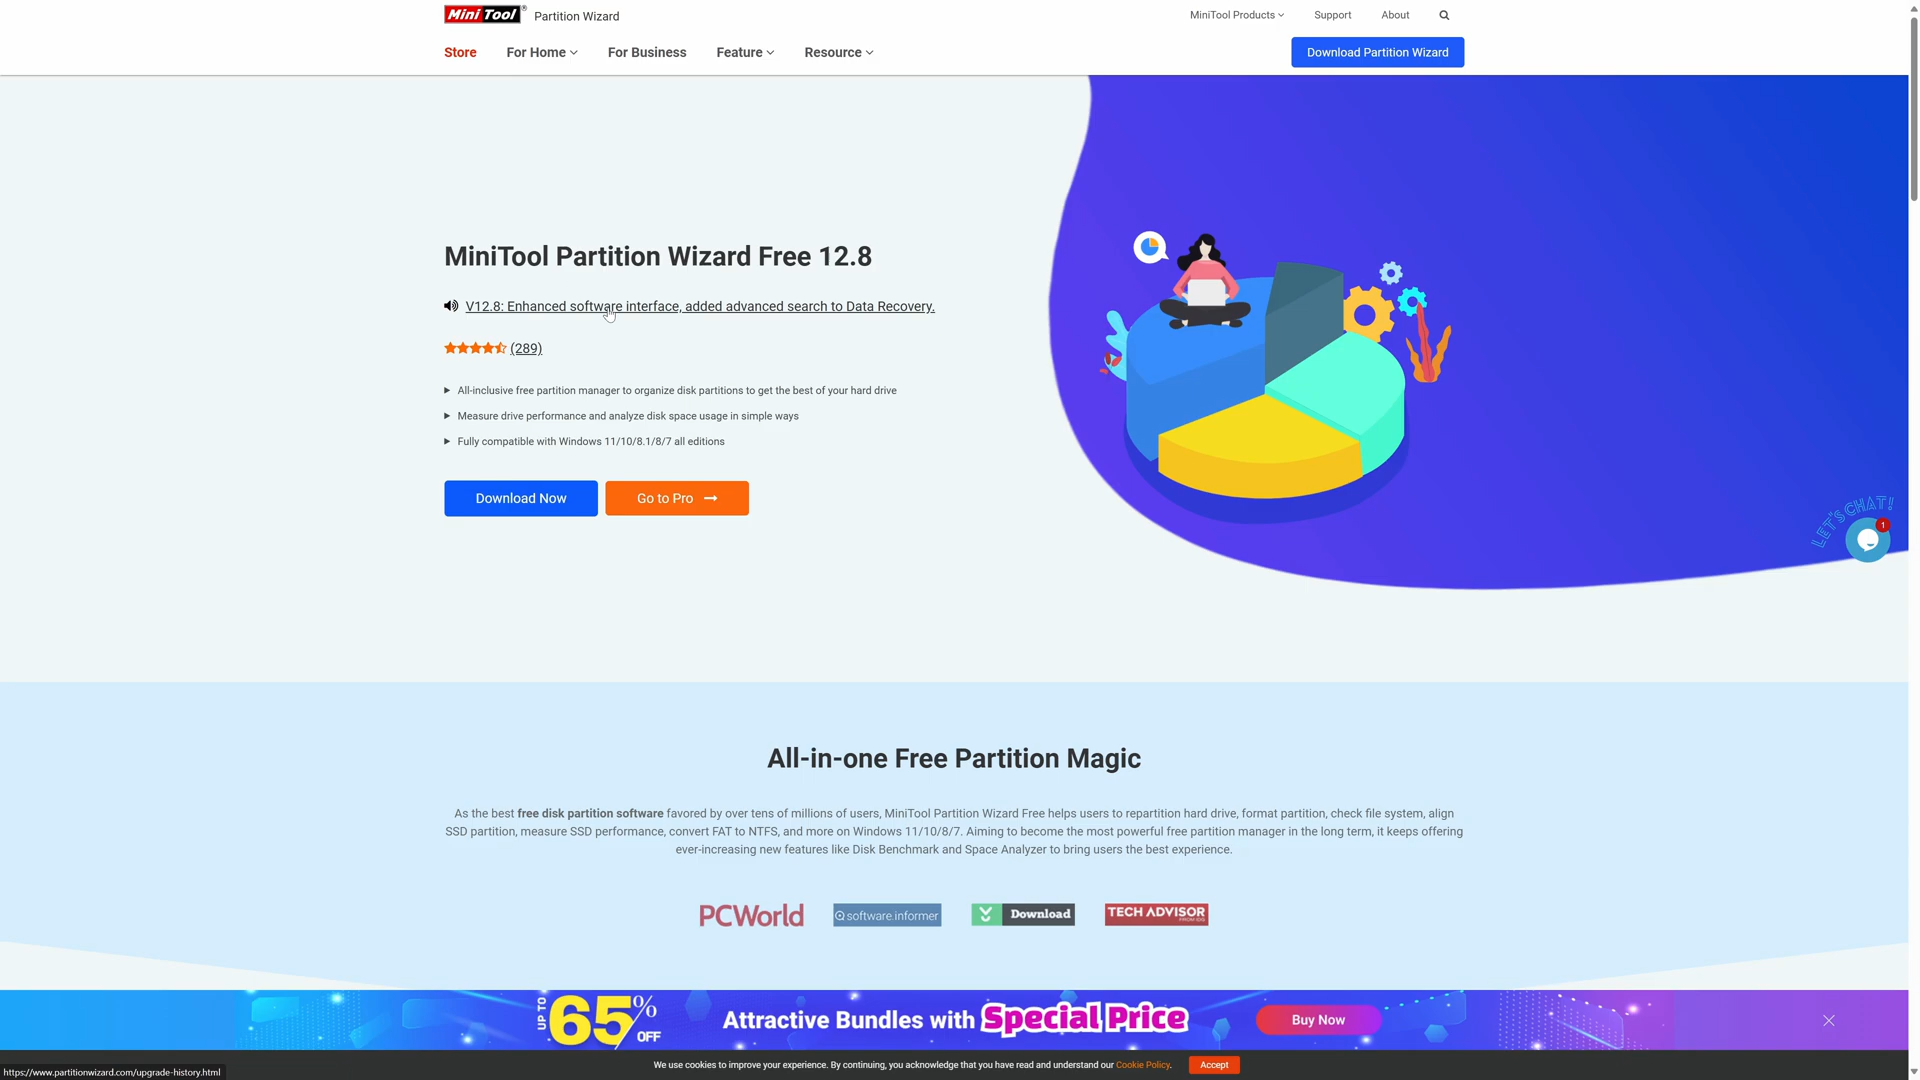 Mini Tool® Partition Wizard
MiniTool Products
Support
About
Store
For Home
For Business
Feature
Resource
Download Partition Wizard
MiniTool Partition Wizard Free 12.8
V12.8: Enhanced software interface, added advanced search to Data Recovery.
(289)
All-inclusive free partition manager to organize disk partitions to get the best of your hard drive
Measure drive performance and analyze disk space usage in simple ways
Fully compatible with Windows 11/10/8.1/8/7 all editions
Download Now
Go to Pro
LET'S CHAT!
1
All-in-one Free Partition Magic
As the best free disk partition software favored by over tens of millions of users, MiniTool Partition Wizard Free helps users to repartition hard drive, format partition, check file system, align
SSD partition, measure SSD performance, convert FAT to NTFS, and more on Windows 11/10/8/7. Aiming to become the most powerful free partition manager in the long term, it keeps offering
ever-increasing new features like Disk Benchmark and Space Analyzer to bring users the best experience.
PCWorld
software.informer
Download
TECH ADVISOR
FROM IDG
UP TO 65% OFF
Attractive Bundles with Special Price
Buy Now
We use cookies to improve your experience. By continuing, you acknowledge that you have read and understand our Cookie Policy.
Accept
https://www.partitionwizard.com/upgrade-history.html